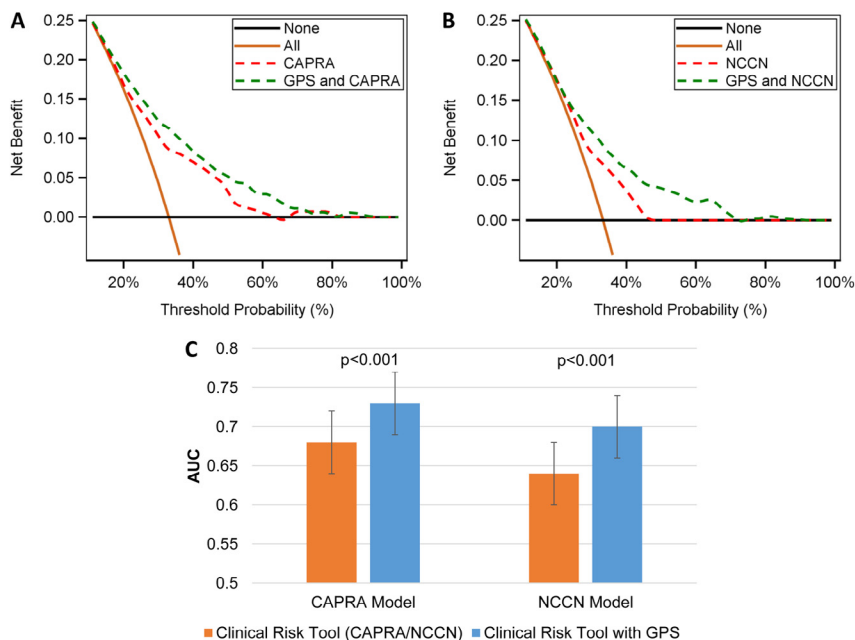 A
0.25
0.20
0.15
0.10
0.05
0.00
Net Benefit
None
All
CAPRA
GPS and CAPRA
20% 40% 60% 80% 100%
Threshold Probability (%)
B
0.25
0.20
0.15
0.10
0.05
0.00
Net Benefit
None
All
NCCN
GPS and NCCN
20% 40% 60% 80% 100%
Threshold Probability (%)
C
0.8
0.75
0.7
0.65
0.6
0.55
0.5
AUC
p<0.001 p<0.001
CAPRA Model NCCN Model
Clinical Risk Tool (CAPRA/NCCN) Clinical Risk Tool with GPS